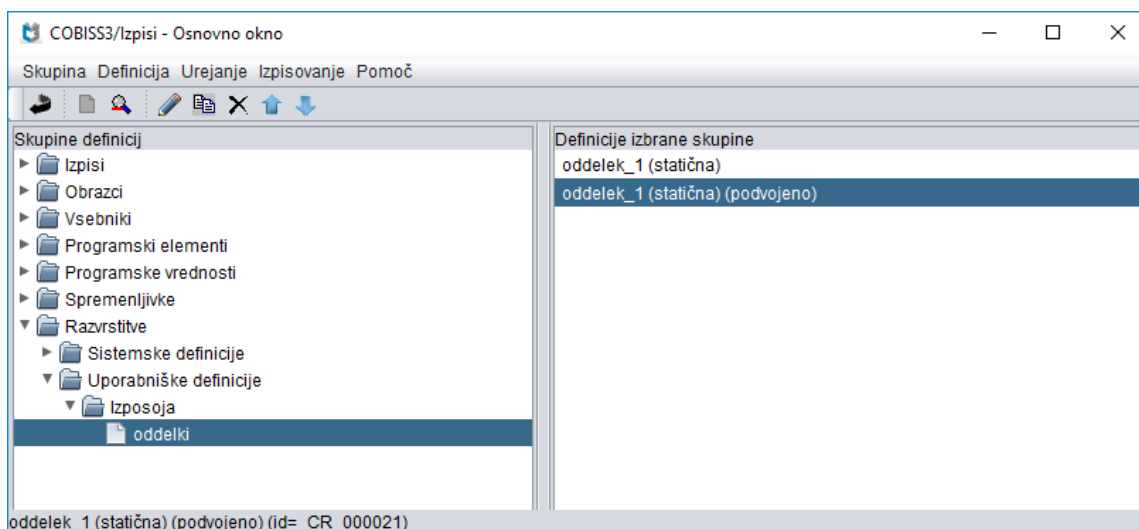 COBISS3/Izpisi - Osnovno okno
Skupina Definicija Urejanje Izpisovanje Pomoč
Skupine definicij
Izpisi
Obrazci
Vsebniki
Programski elementi
Programske vrednosti
Spremenljivke
Razvrstitve
Sistemske definicije
Uporabniške definicije
Izposoja
oddelki
Definicije izbrane skupine
oddelek_1 (statična)
oddelek_1 (statična) (podvojeno)
oddelek_1 (statična) (podvojeno) (id=_CR_000021)